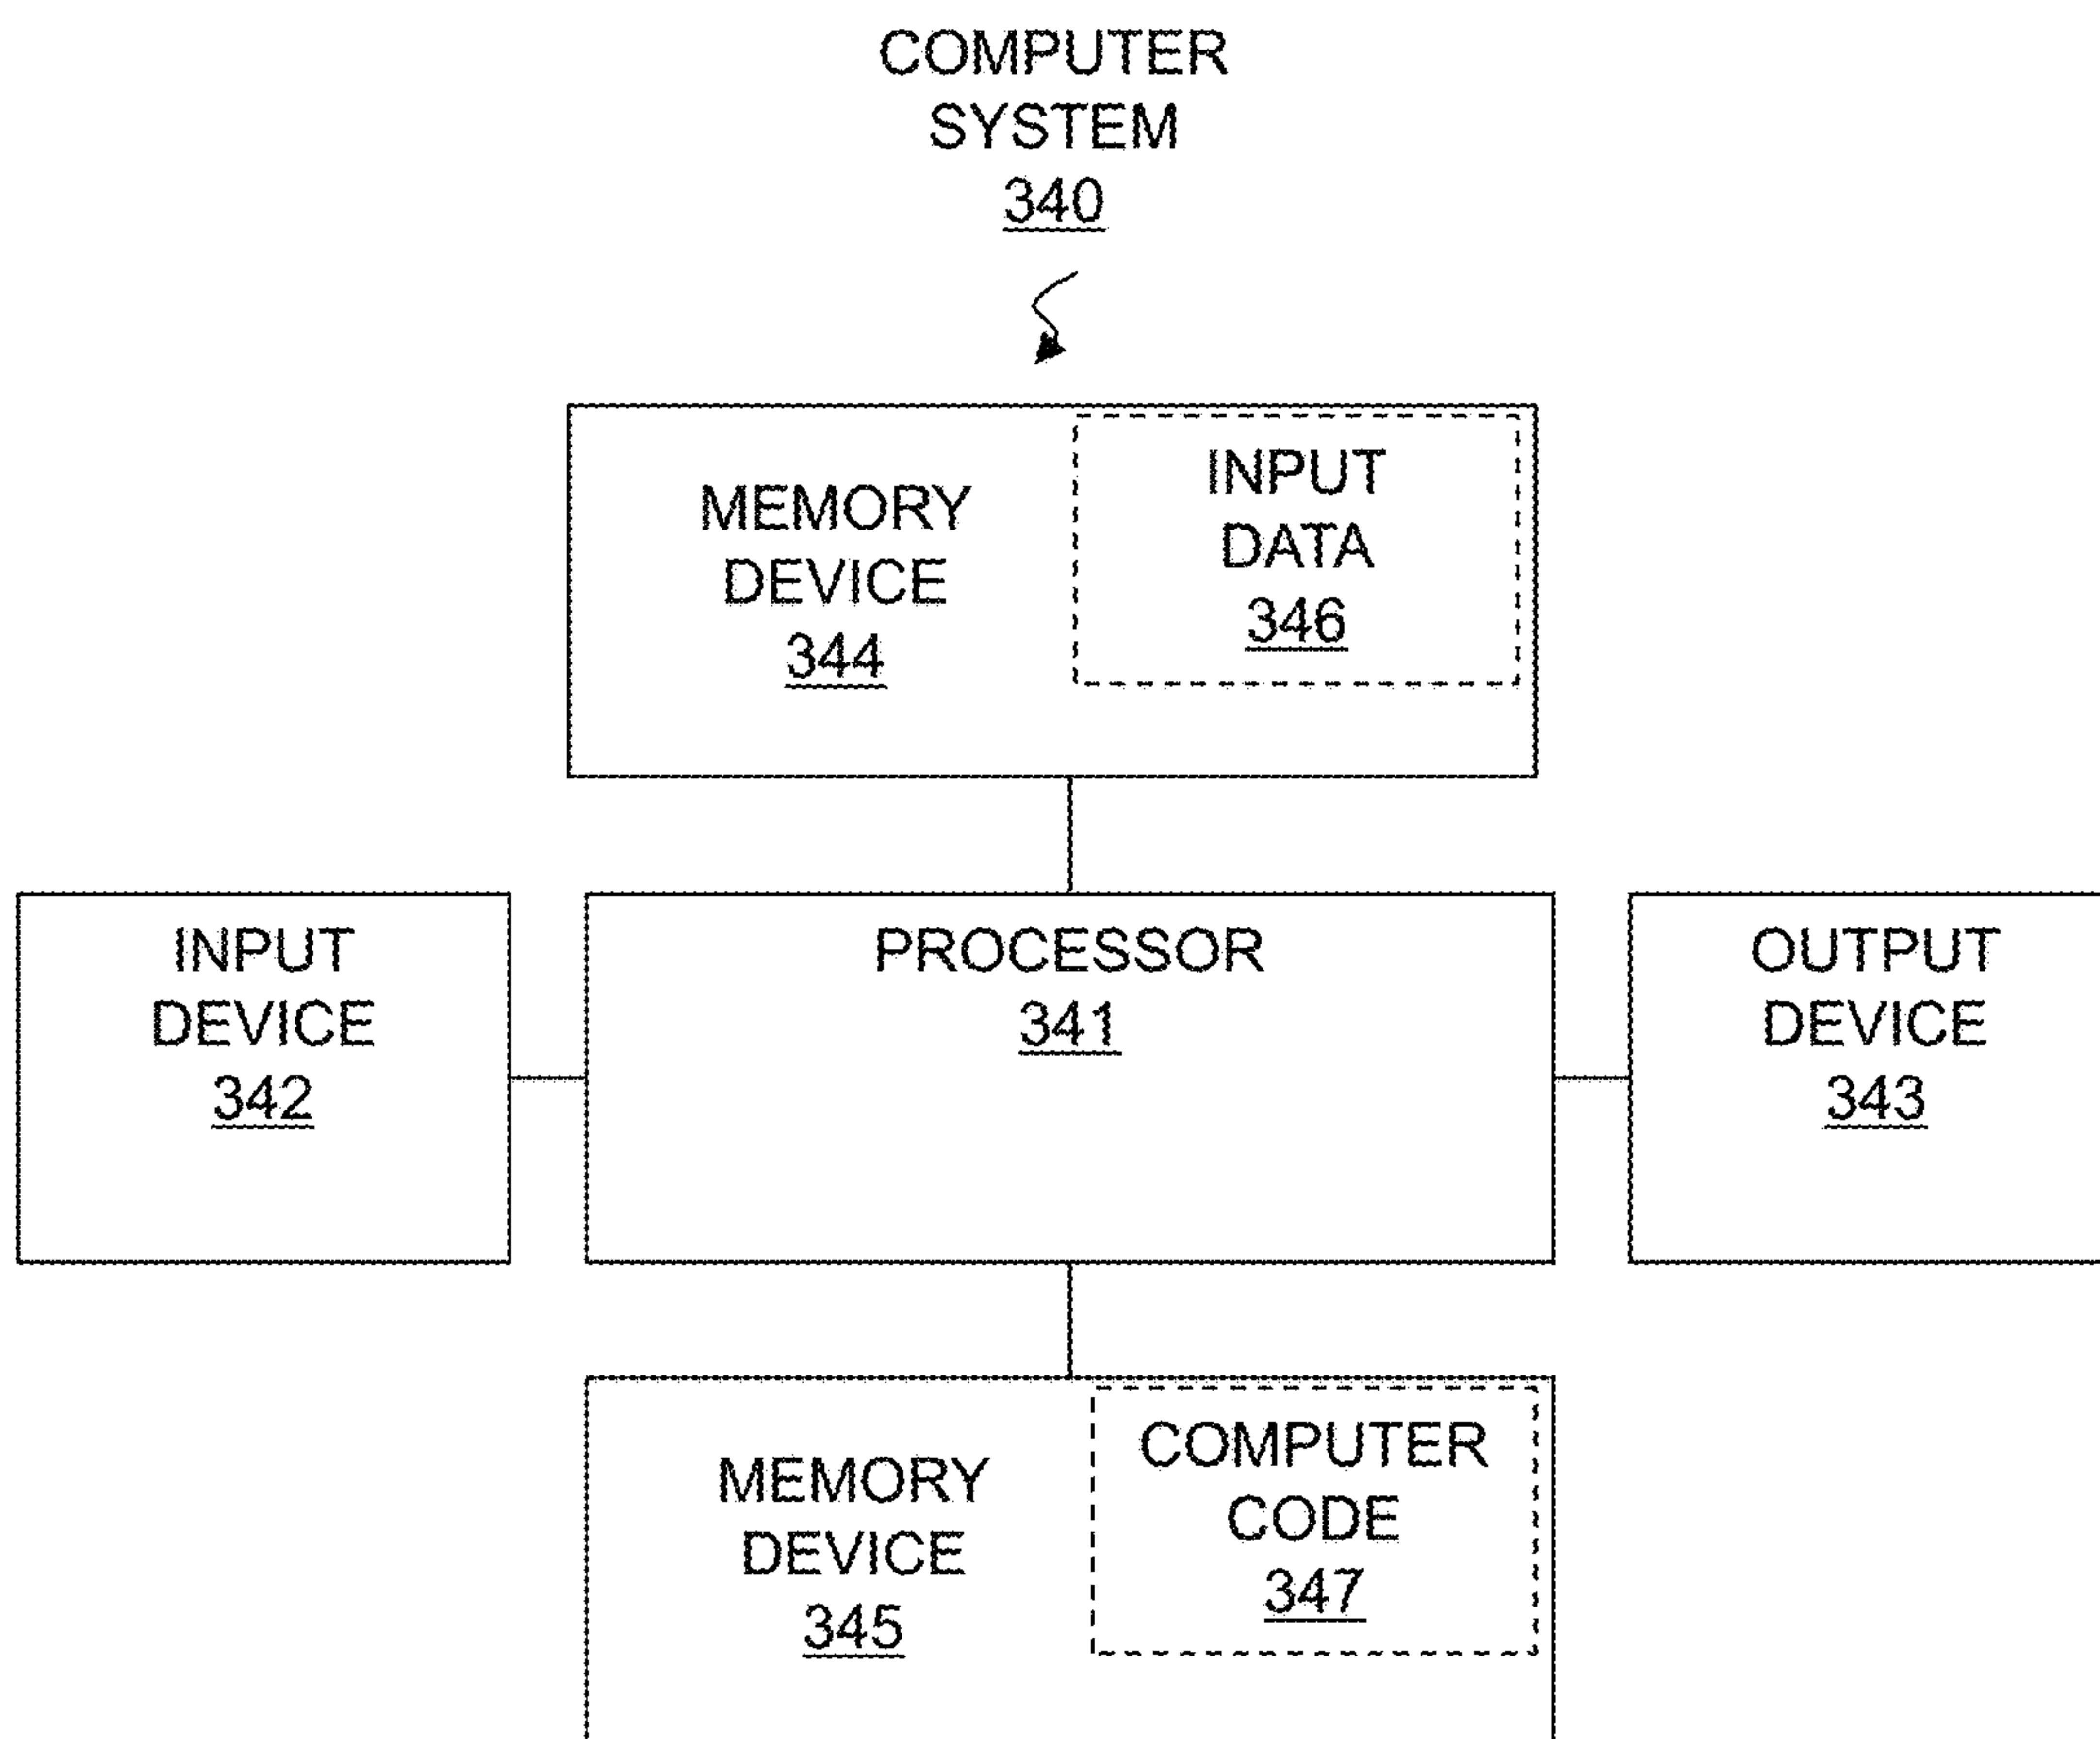 COMPUTER
SYSTEM
340
MEMORY
DEVICE
344
INPUT
DATA
346
INPUT
DEVICE
342
PROCESSOR
341
OUTPUT
DEVICE
343
MEMORY
DEVICE
345
COMPUTER
CODE
347